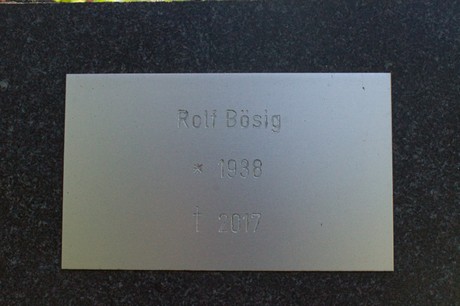 Rolf Bösig
* 1938
† 2017